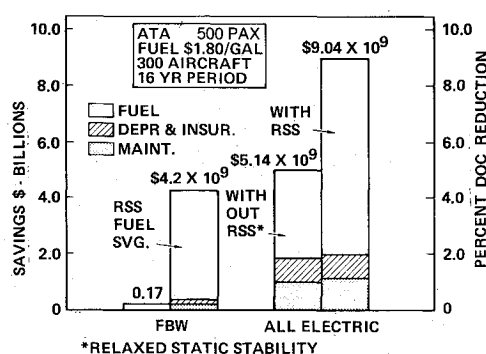 ATA 500 PAX
FUEL $1.80/GAL
300 AIRCRAFT
16 YR PERIOD
FUEL
DEPR & INSUR.
MAINT.
SAVINGS $ - BILLIONS
10.0
8.0
6.0
4.0
2.0
0
$9.04 X 10⁹
WITH
RSS
$5.14 X 10⁹
WITH
OUT
RSS*
$4.2 X 10⁹
RSS
FUEL
SVG.
0.17
10.0
8.0
6.0
4.0
2.0
0
PERCENT DOC REDUCTION
FBW ALL ELECTRIC
*RELAXED STATIC STABILITY